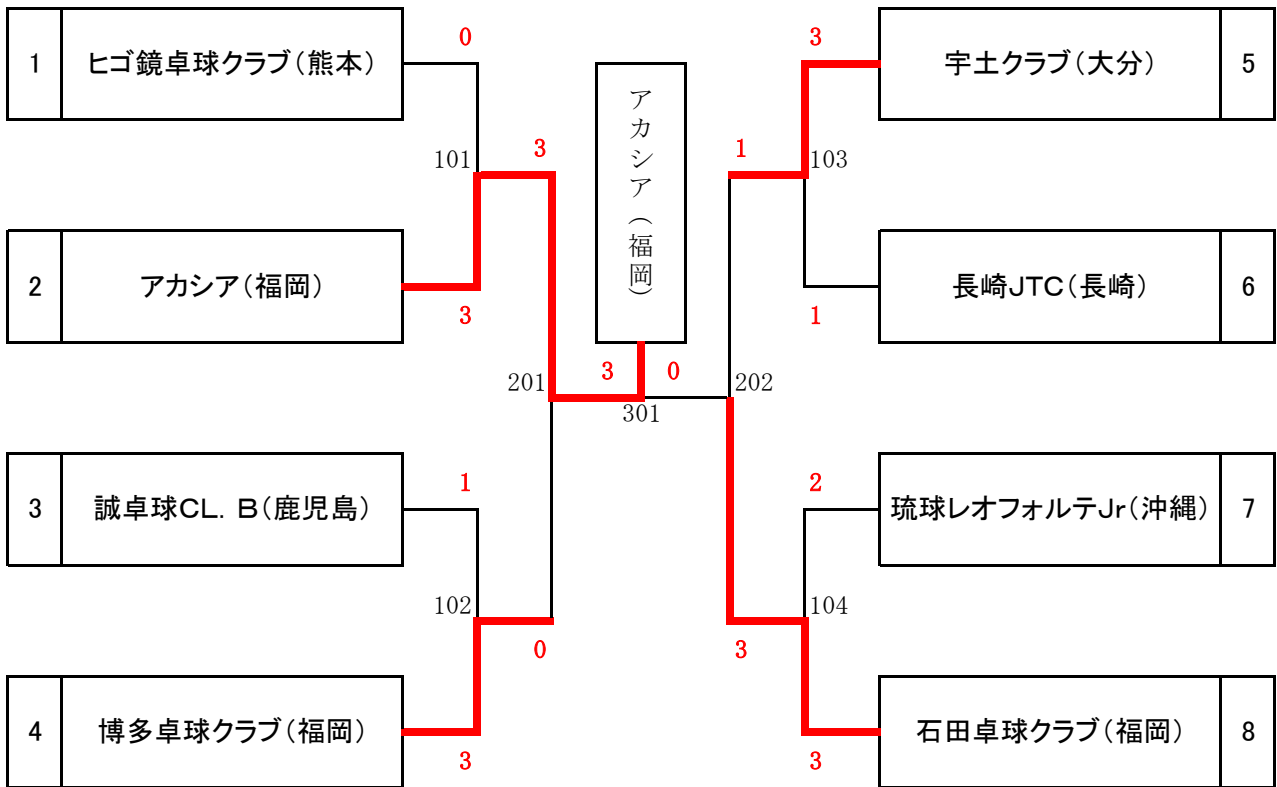 0
3
1 ヒゴ鏡卓球クラブ(熊本)
宇土クラブ(大分) 5
アカシア(福岡)
101
3
1
103
2 アカシア(福岡)
長崎JTC(長崎) 6
3
1
201
3
0
202
301
1
2
3 誠卓球CL. B(鹿児島)
琉球レオフォルテJr(沖縄) 7
102
104
0
3
4 博多卓球クラブ(福岡)
石田卓球クラブ(福岡) 8
3
3